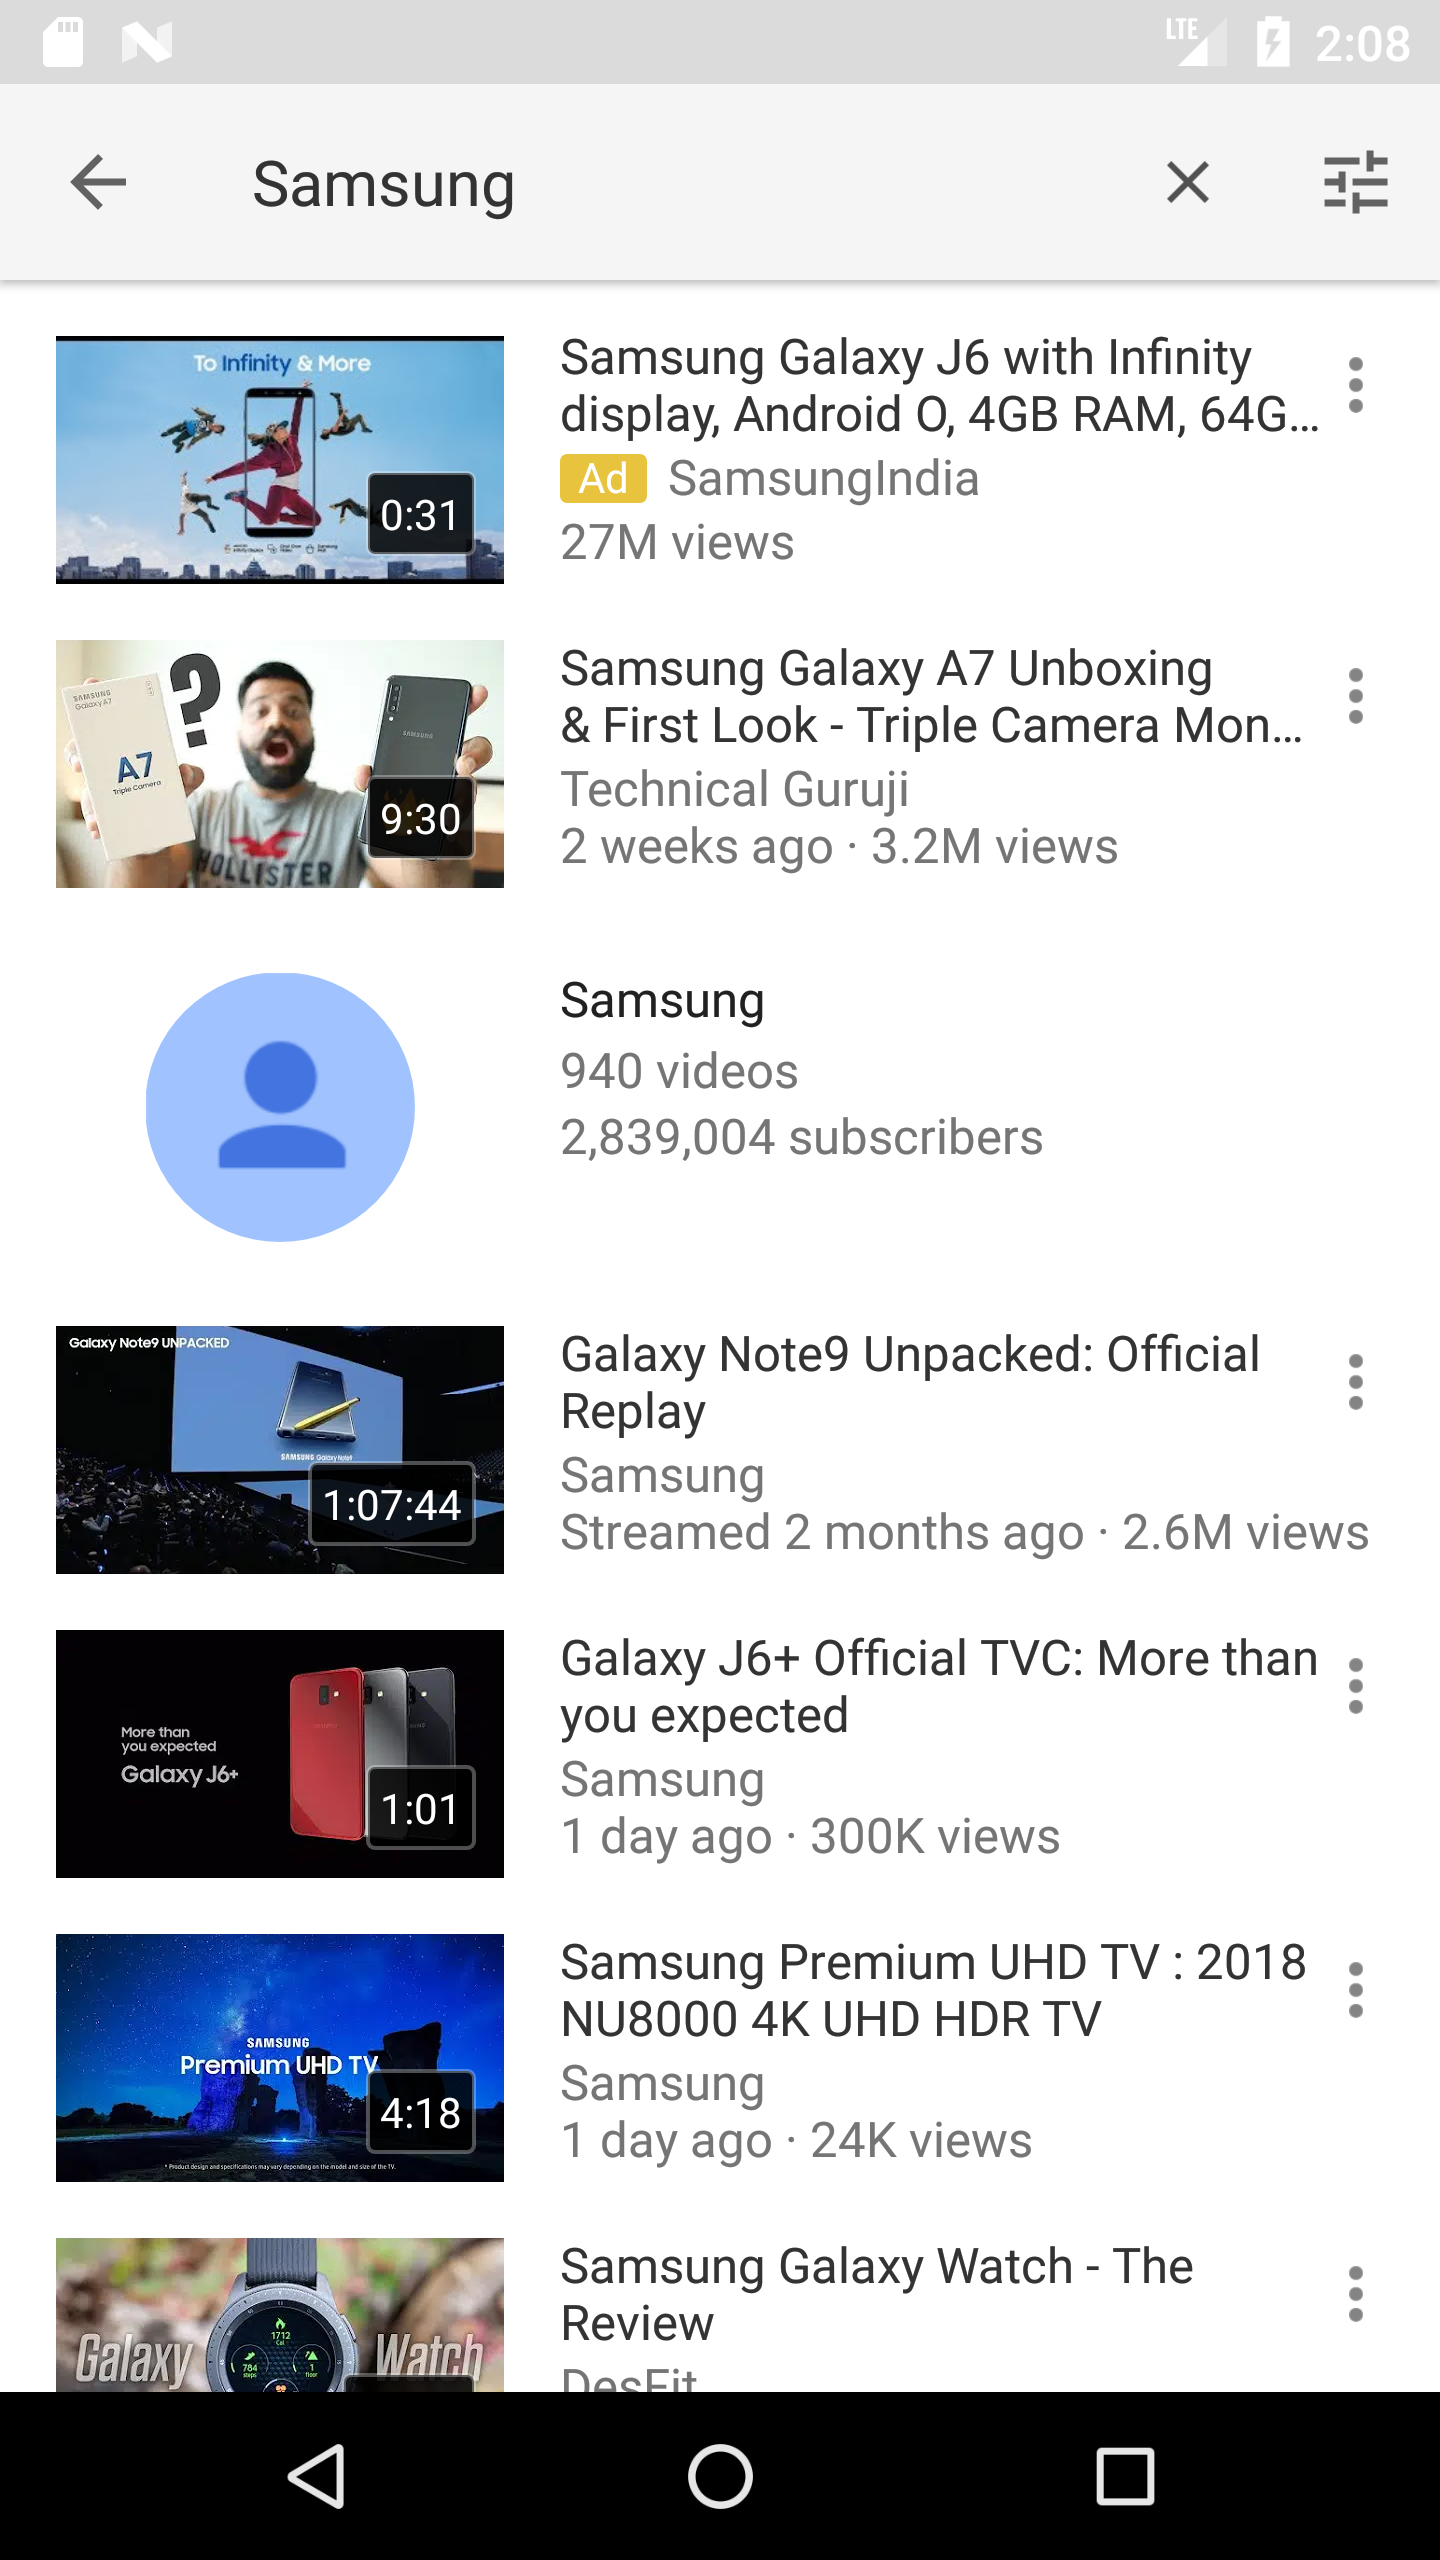 LTE 2:08
Samsung
To Infinity & More
0:31
Samsung Galaxy J6 with Infinity
display, Android O, 4GB RAM, 64G...
Ad SamsungIndia
27M views
SAMSUNG
Galaxy A7
?
A7
Triple Camera
SAMSUNG
HOLLISTER
9:30
Samsung Galaxy A7 Unboxing
& First Look - Triple Camera Mon...
Technical Guruji
2 weeks ago · 3.2M views
Samsung
940 videos
2,839,004 subscribers
Galaxy Note9 UNPACKED
SAMSUNG Galaxy Note9
1:07:44
Galaxy Note9 Unpacked: Official
Replay
Samsung
Streamed 2 months ago · 2.6M views
More than
you expected
Galaxy J6+
1:01
Galaxy J6+ Official TVC: More than
you expected
Samsung
1 day ago · 300K views
SAMSUNG
Premium UHD TV
4:18
* Product design and specifications may vary depending on the model and size of the TV.
Samsung Premium UHD TV : 2018
NU8000 4K UHD HDR TV
Samsung
1 day ago · 24K views
Galaxy Watch
1712
Cal
784
steps
1
floor
Samsung Galaxy Watch - The
Review
DesFit